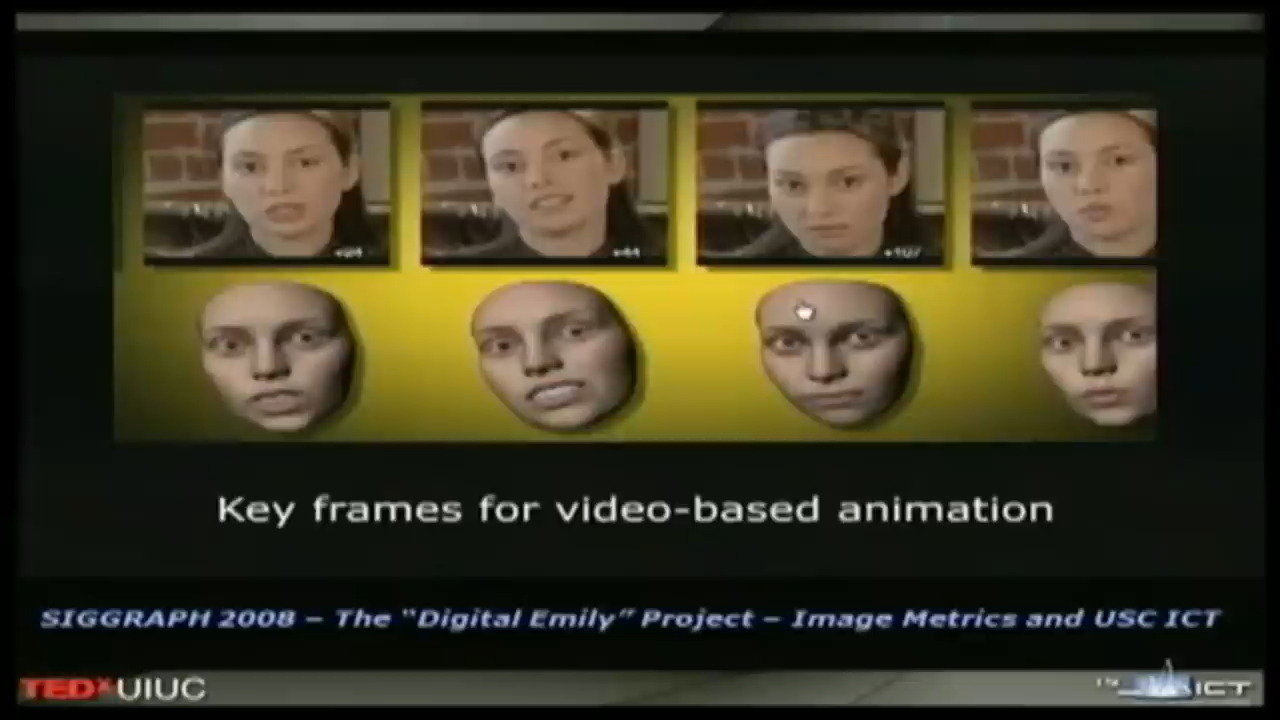 Key frames for video-based animation
SIGGRAPH 2008 – The “Digital Emily” Project – Image Metrics and USC ICT
TEDxUIUC
ICT